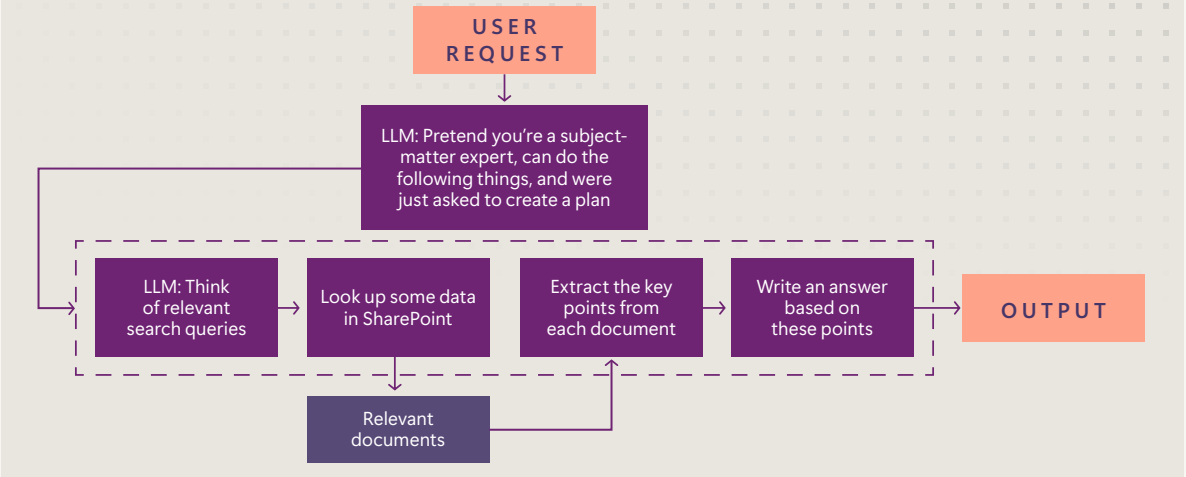 USER
REQUEST
LLM: Pretend you’re a subject-
matter expert, can do the
following things, and were
just asked to create a plan
LLM: Think
of relevant
search queries
Look up some data
in SharePoint
Extract the key
points from
each document
Write an answer
based on
these points
OUTPUT
Relevant
documents